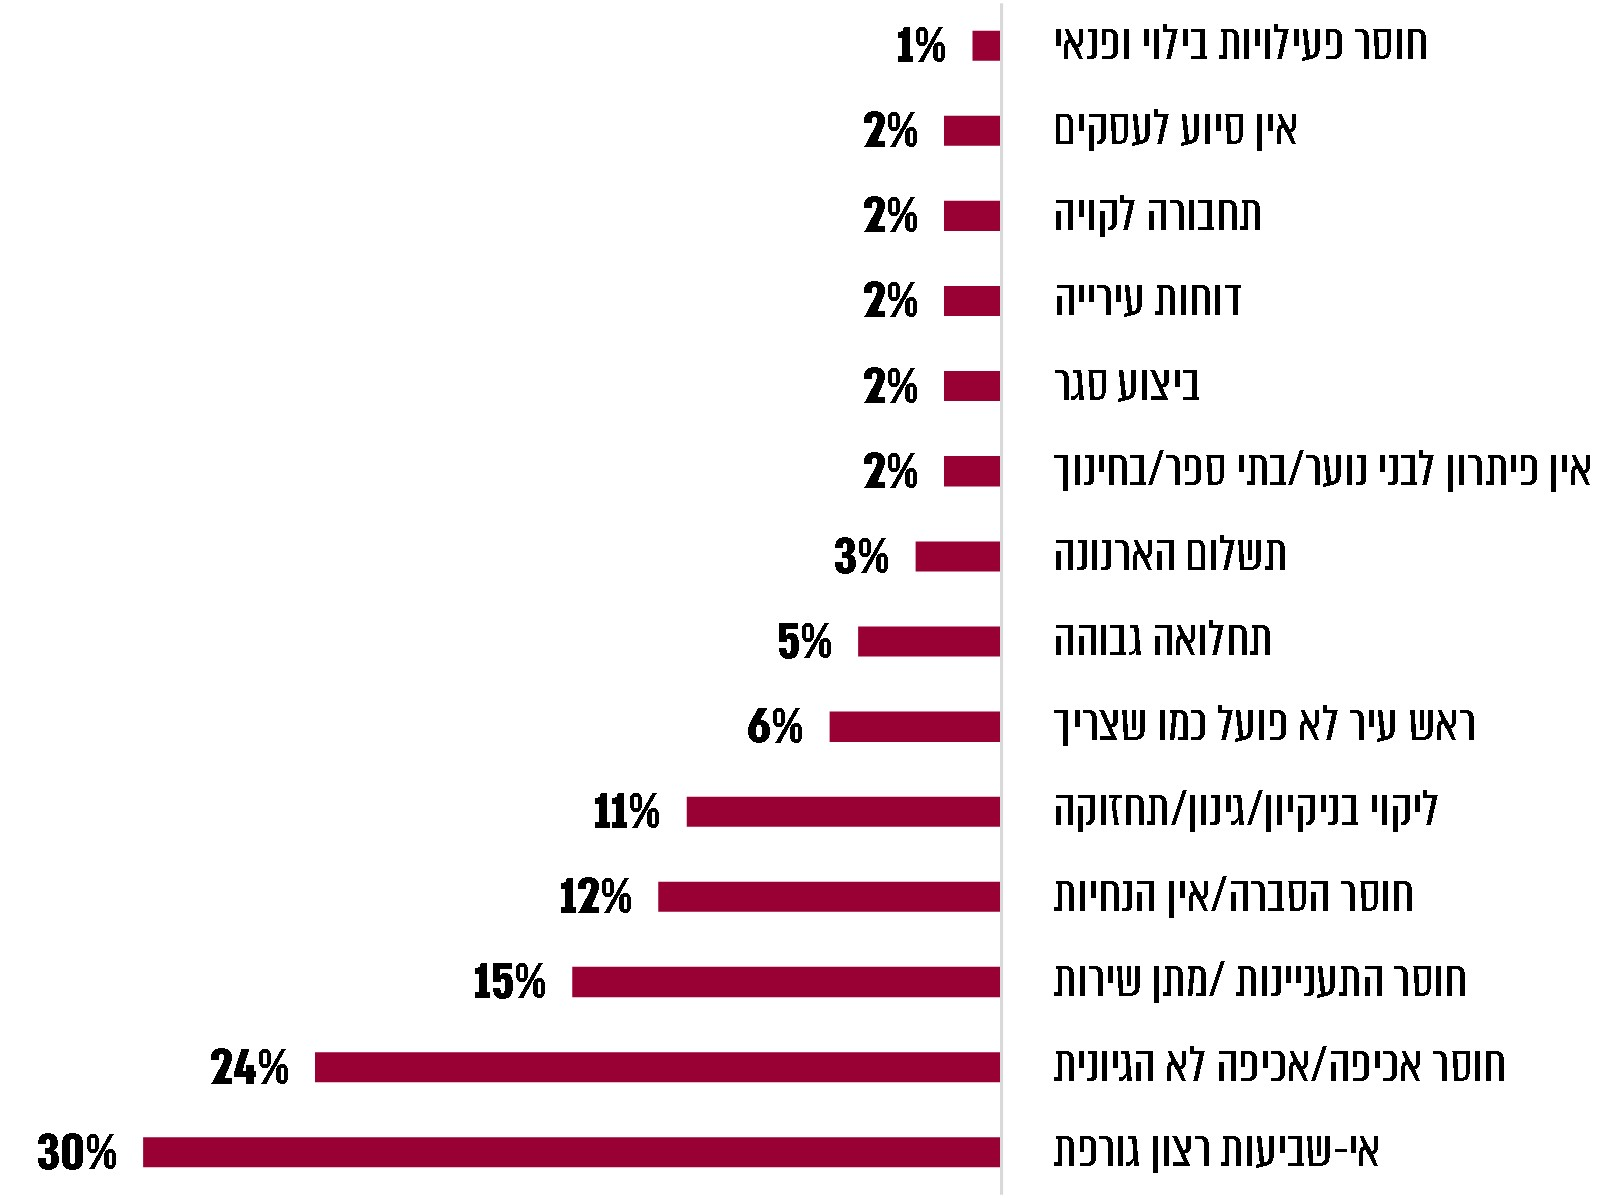 חוסר פעילויות בילוי ופנאי 1%
אין סיוע לעסקים 2%
תחבורה לקויה 2%
דוחות עירייה 2%
ביצוע סגר 2%
אין פיתרון לבני נוער/בתי ספר/בחינוך 2%
תשלום הארנונה 3%
תחלואה גבוהה 5%
ראש עיר לא פועל כמו שצריך 6%
ליקוי בניקיון/גינון/תחזוקה 11%
חוסר הסברה/אין הנחיות 12%
חוסר התעניינות /מתן שירות 15%
חוסר אכיפה/אכיפה לא הגיונית 24%
אי-שביעות רצון גורפת 30%